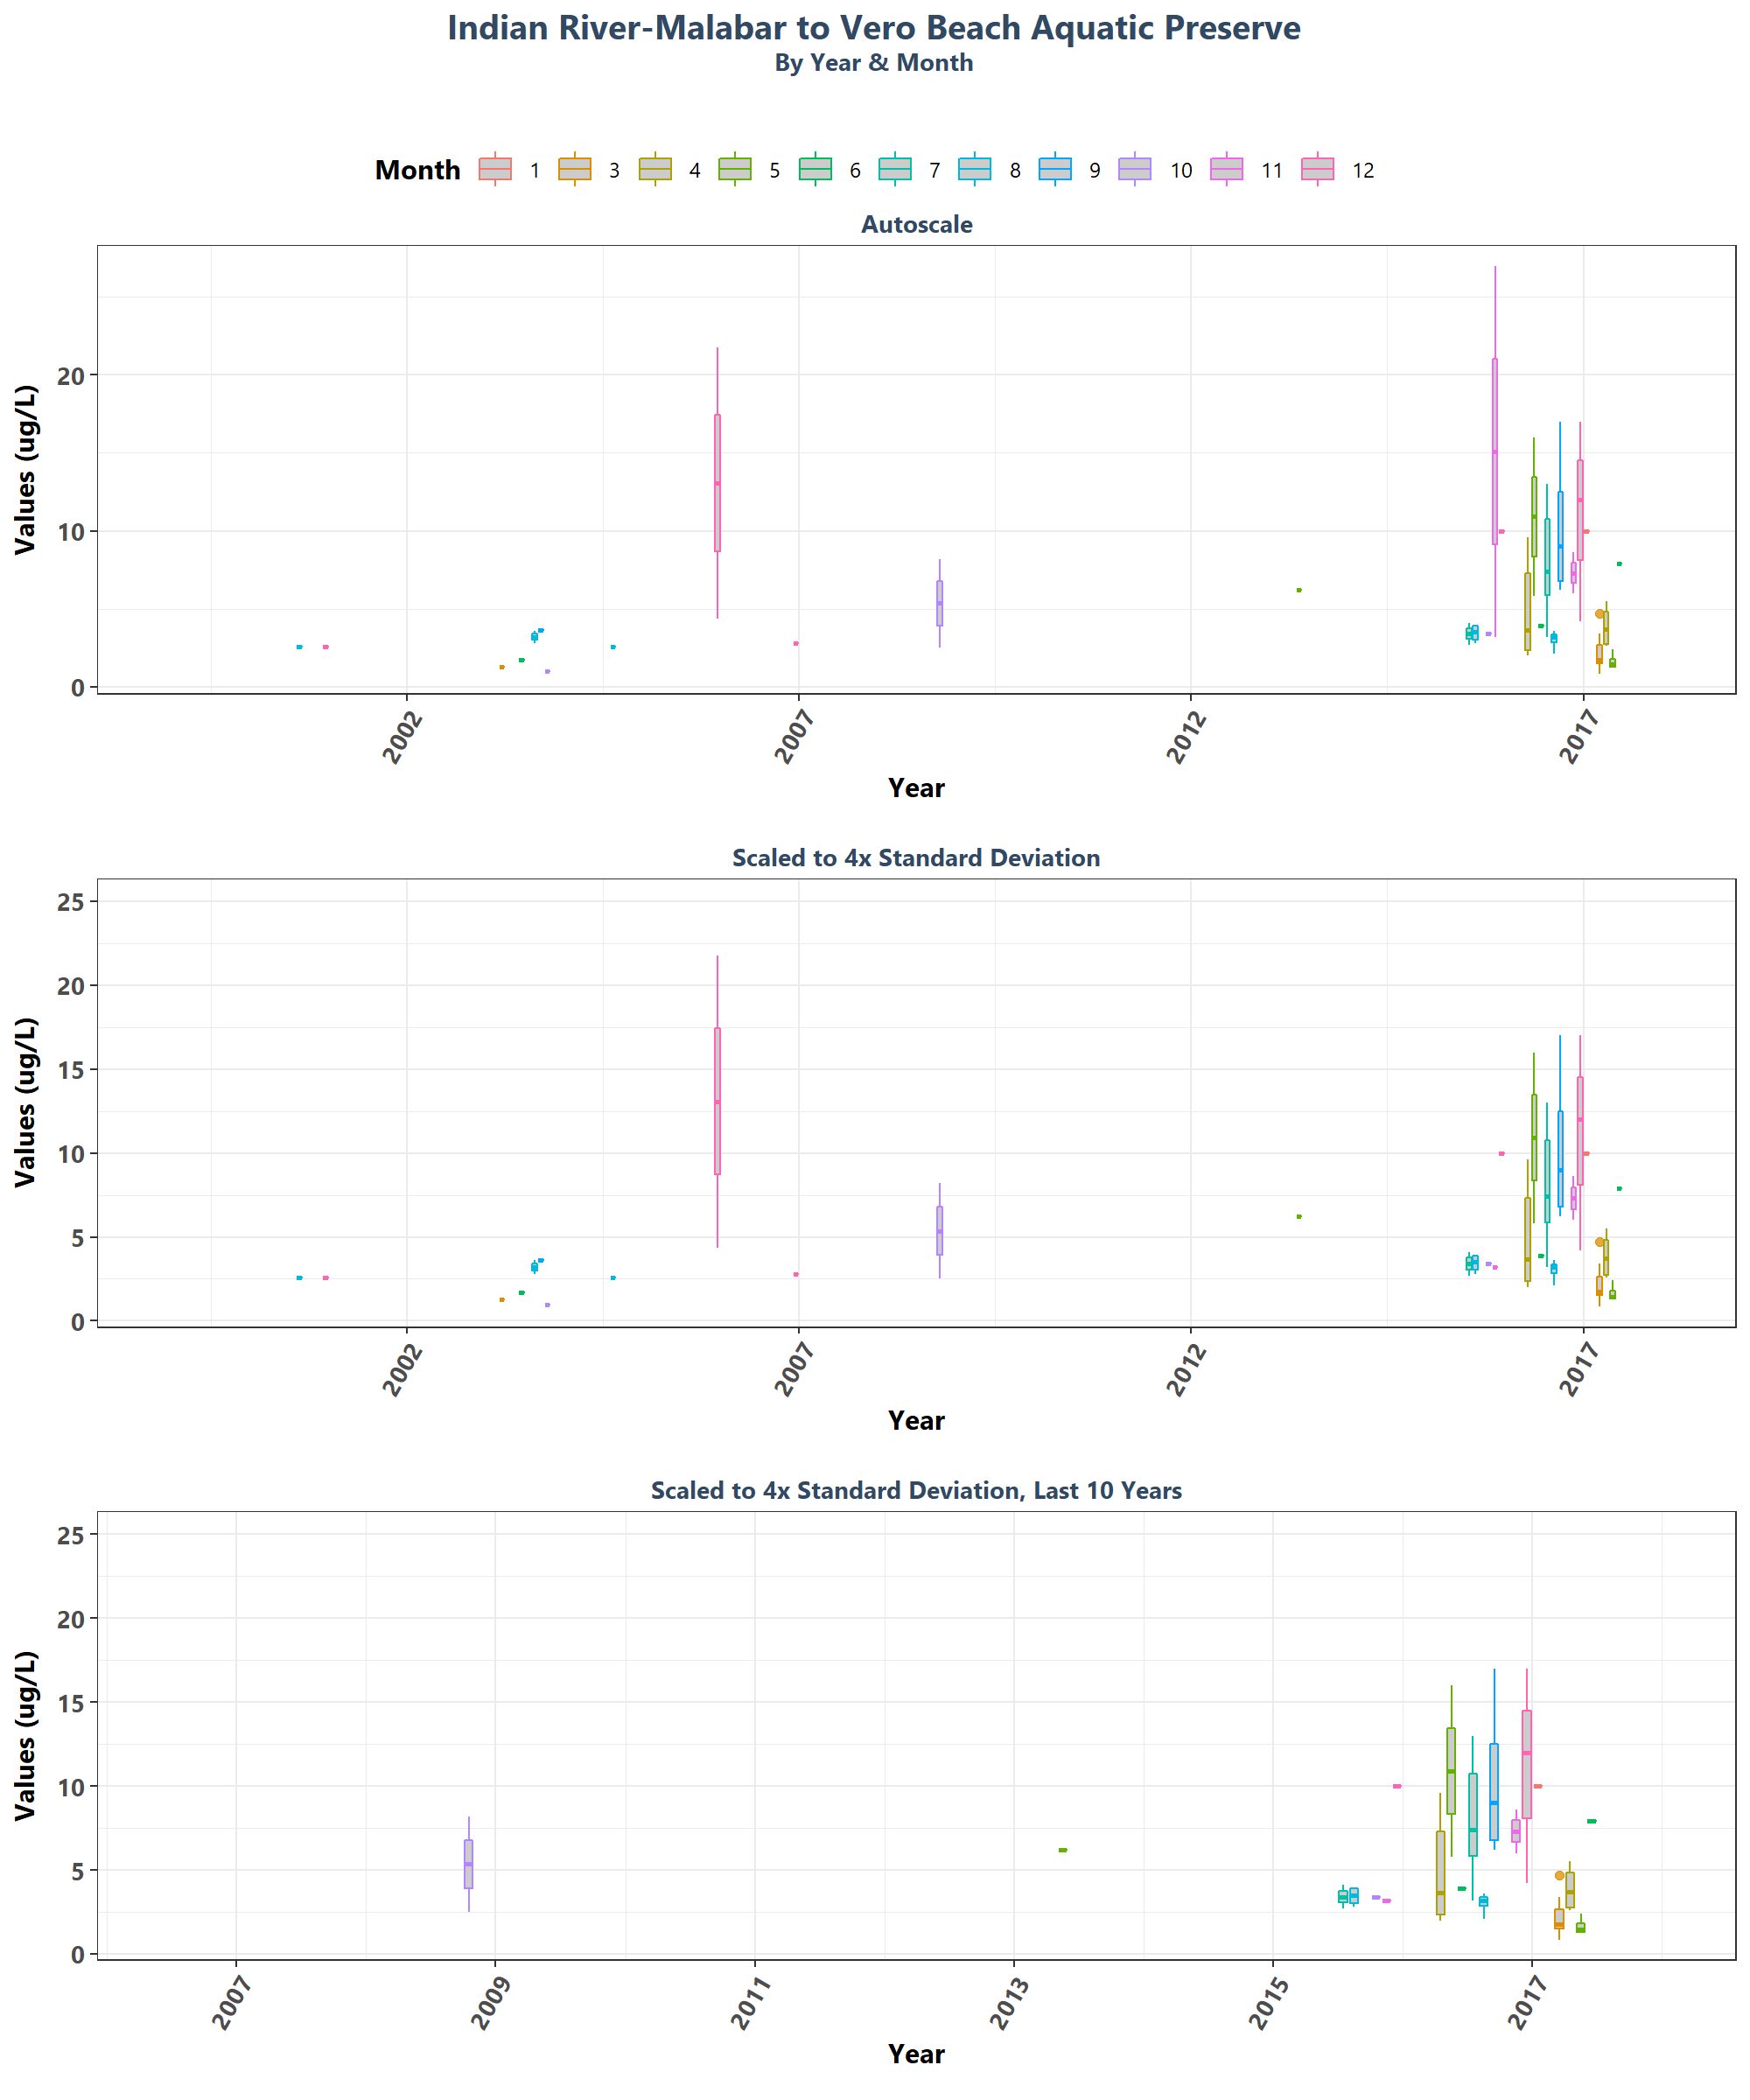 Indian River-Malabar to Vero Beach Aquatic Preserve
By Year & Month
Month 1 3 4 5 6 7 8 9 10 11 12
Autoscale
Values (ug/L)
20
10
0
2002 2007 2012 2017
Year
Scaled to 4x Standard Deviation
Values (ug/L)
25
20
15
10
5
0
2002 2007 2012 2017
Year
Scaled to 4x Standard Deviation, Last 10 Years
Values (ug/L)
25
20
15
10
5
0
2007 2009 2011 2013 2015 2017
Year